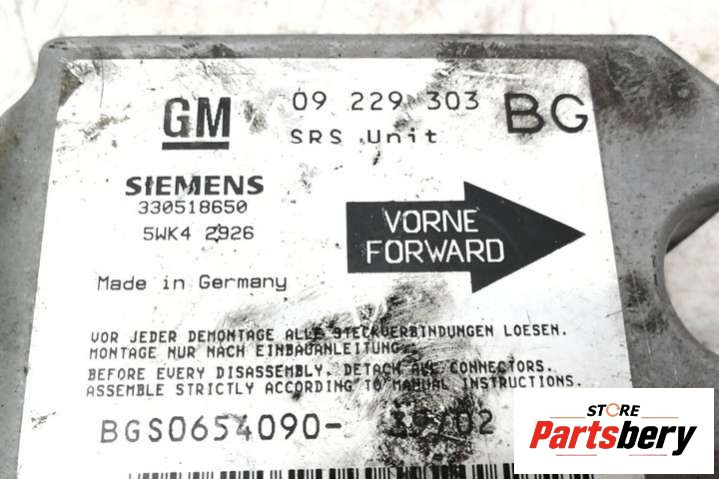 GM
09 229 303 BG
SRS Unit
SIEMENS
330518650
5WK4 2926
VORNE
FORWARD
Made in Germany
VOR JEDER DEMONTAGE ALLE STECKVERBINDUNGEN LOESEN.
MONTAGE NUR NACH EINBAUANLEITUNG.
BEFORE EVERY DISASSEMBLY, DETACH ALL CONNECTORS.
ASSEMBLE STRICTLY ACCORDING TO MANUAL INSTRUCTIONS.
BGS0654090-
STORE
Partsbery